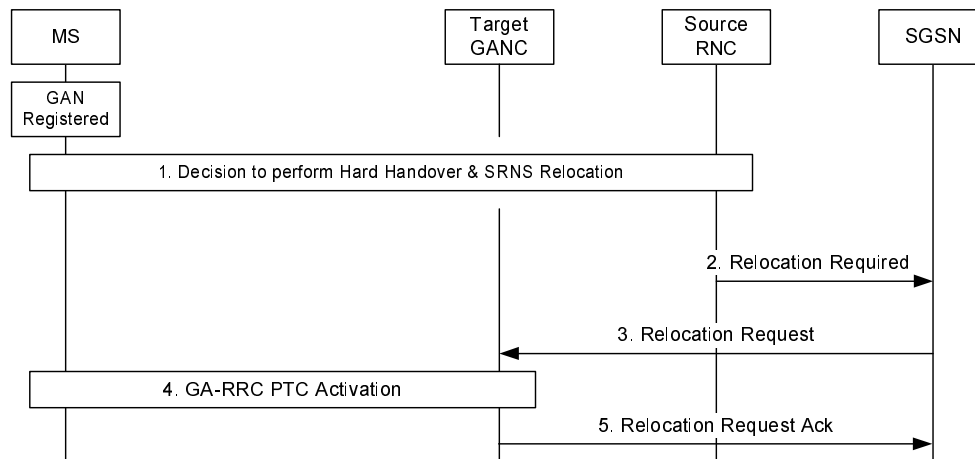 MS
Target
GANC
Source
RNC
SGSN
GAN
Registered
1. Decision to perform Hard Handover & SRNS Relocation
2. Relocation Required
3. Relocation Request
4. GA-RRC PTC Activation
5. Relocation Request Ack